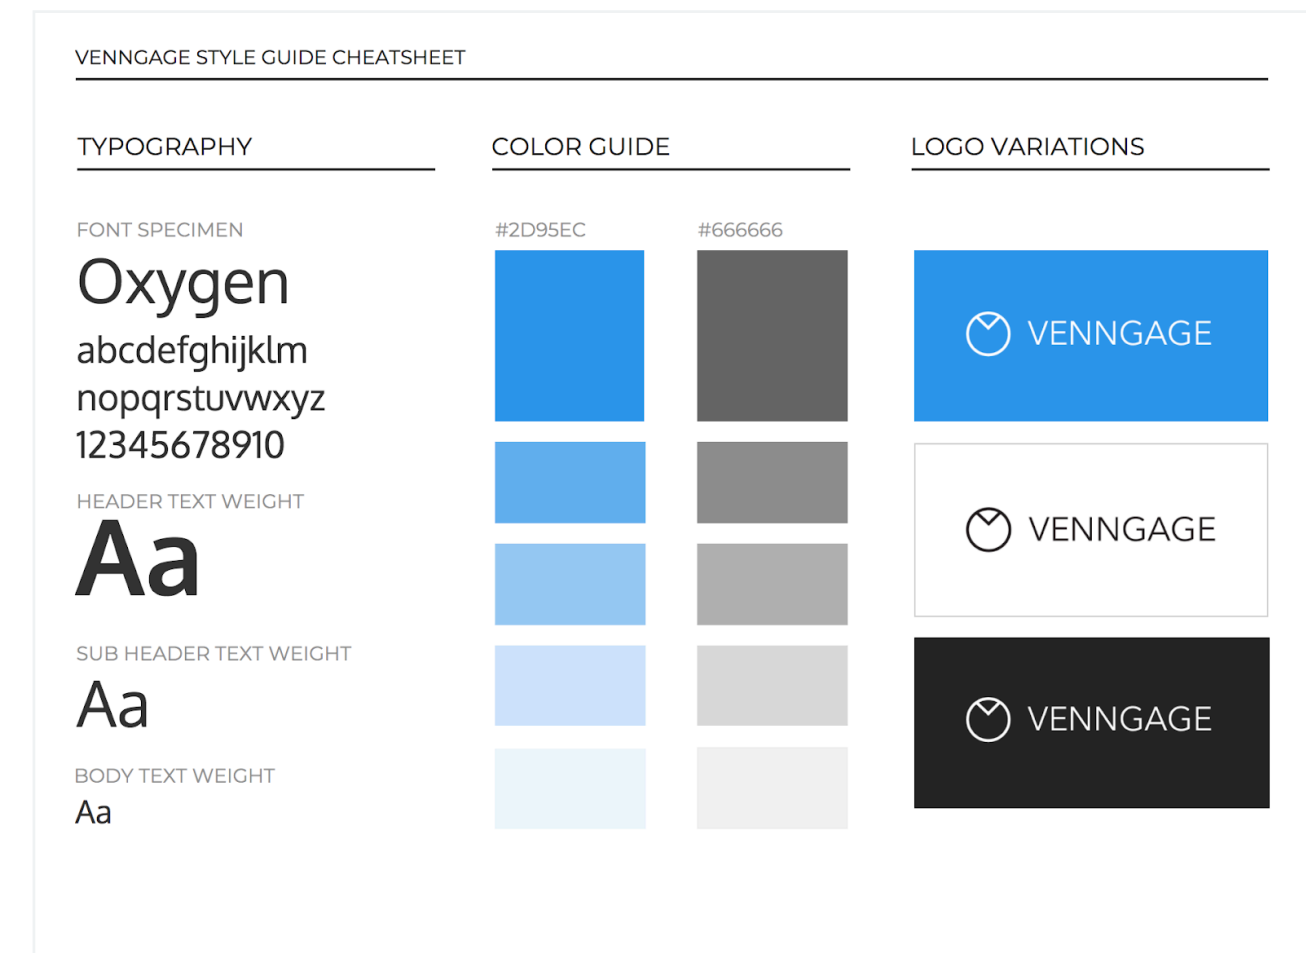 VENNGAGE STYLE GUIDE CHEATSHEET
TYPOGRAPHY
FONT SPECIMEN
Oxygen
abcdefghijklm
nopqrstuvwxyz
12345678910
HEADER TEXT WEIGHT
Aa
SUB HEADER TEXT WEIGHT
Aa
BODY TEXT WEIGHT
Aa
COLOR GUIDE
#2D95EC
#666666
LOGO VARIATIONS
VENNGAGE
VENNGAGE
VENNGAGE